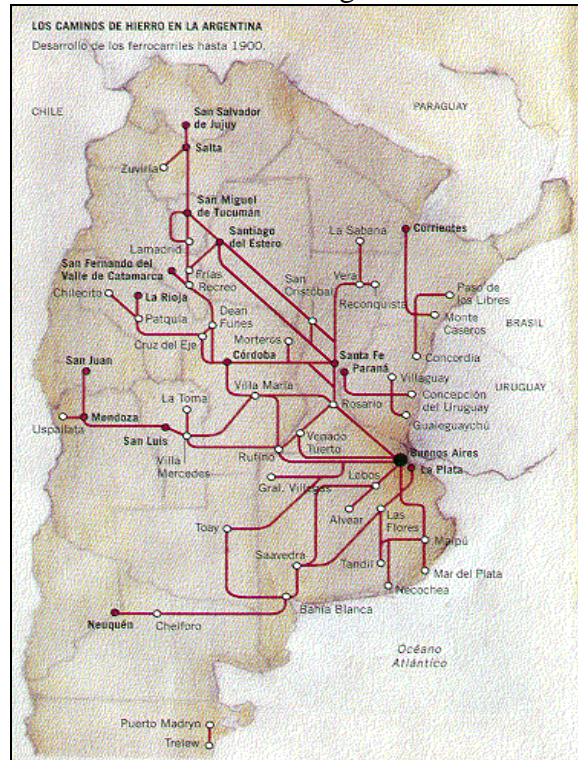 LOS CAMINOS DE HIERRO EN LA ARGENTINA
Desarrollo de los ferrocarriles hasta 1900.
CHILE
PARAGUAY
San Salvador
de Jujuy
Salta
Zuviría
San Miguel
de Tucumán
Santiago
del Estero
La Sabana
Corrientes
Lamadrid
San Fernando del
Valle de Catamarca
Frías
Recreo
San
Cristóbal
Vera
Reconquista
Paso de
los Libres
Chilecita
La Rioja
Patquía
Dean
Funes
Monte
Caseros
BRASIL
Cruz del Eje
Morteros
Concordia
San Juan
Córdoba
Santa Fe
Paraná
Villaguay
URUGUAY
Villa María
Concepción
del Uruguay
La Toma
Rosario
Gualeguaychú
Uspallata
Mendoza
San Luis
Venado
Tuerto
Rufino
Buenos Aires
La Plata
Villa
Mercedes
Gral. Villegas
Lobos
Toay
Alvear
Las
Flores
Maipú
Saavedra
Tandil
Mar del Plata
Necochea
Bahía Blanca
Neuquén
Chelforo
Océano
Atlántico
Puerto Madryn
Trelew